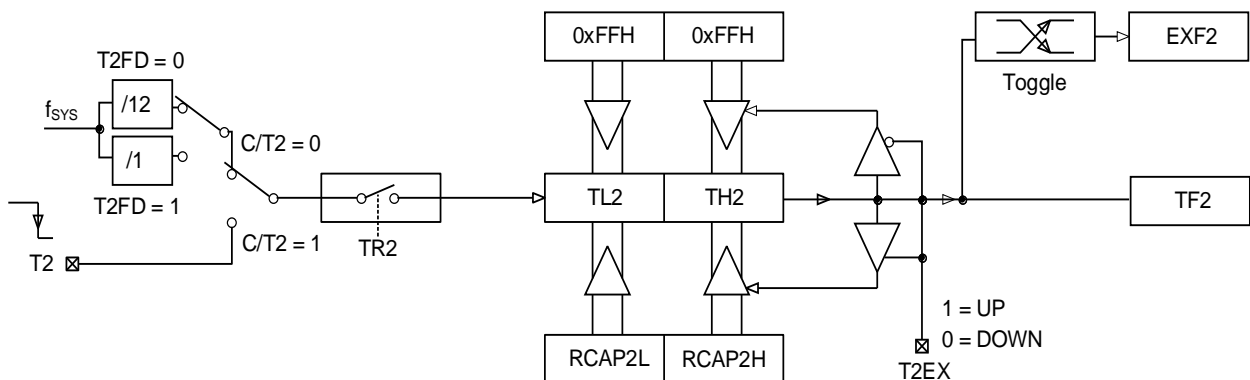 0xFFH 0xFFH
EXF2
Toggle
T2FD = 0
fSYS
/12
C/T2 = 0
/1
T2FD = 1
TL2 TH2
TF2
C/T2 = 1
TR2
T2
1 = UP
0 = DOWN
RCAP2L RCAP2H
T2EX